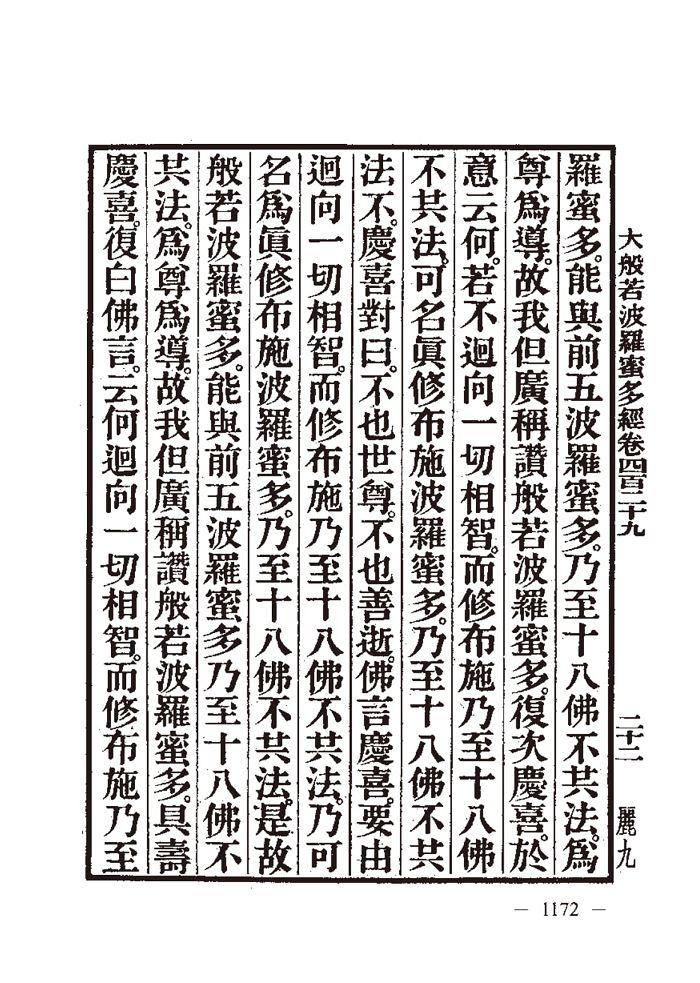 大般若波羅蜜多經卷四百二十九 二十二 麗九
羅蜜多。能與前五波羅蜜多。乃至十八佛不共法。爲
尊爲導。故我但廣稱讚般若波羅蜜多。復次慶喜。於
意云何。若不迴向一切相智。而修布施乃至十八佛
不共法。可名眞修布施波羅蜜多。乃至十八佛不共
法不。慶喜對曰。不也世尊。不也善逝。佛言慶喜。要由
迴向一切相智。而修布施乃至十八佛不共法。乃可
名爲眞修布施波羅蜜多。乃至十八佛不共法。是故
般若波羅蜜多。能與前五波羅蜜多乃至十八佛不
共法。爲尊爲導。故我但廣稱讚般若波羅蜜多。具壽
慶喜。復白佛言。云何迴向一切相智。而修布施乃至
— 1172 —